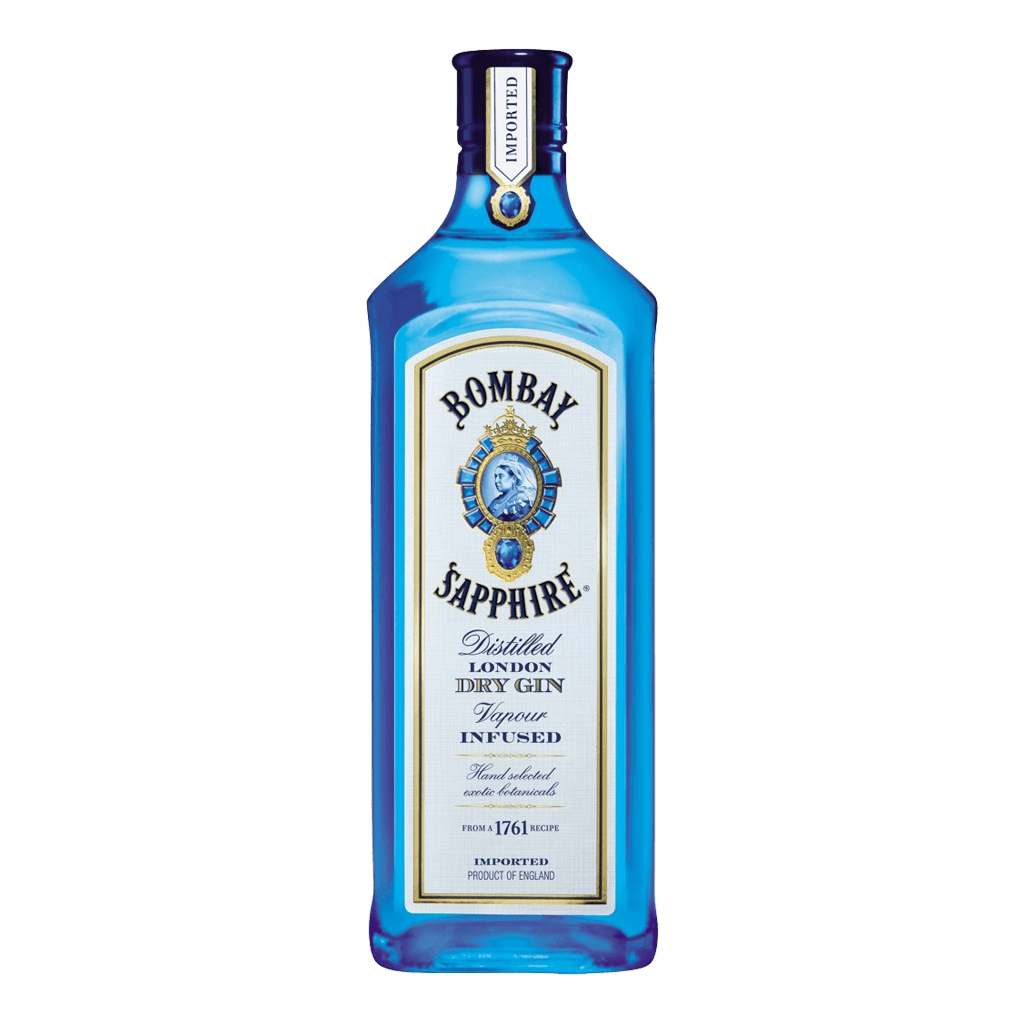 IMPORTED
BOMBAY
SAPPHIRE®
Distilled
LONDON
DRY GIN
Vapour
INFUSED
Hand selected
exotic botanicals
FROM A 1761 RECIPE
IMPORTED
PRODUCT OF ENGLAND